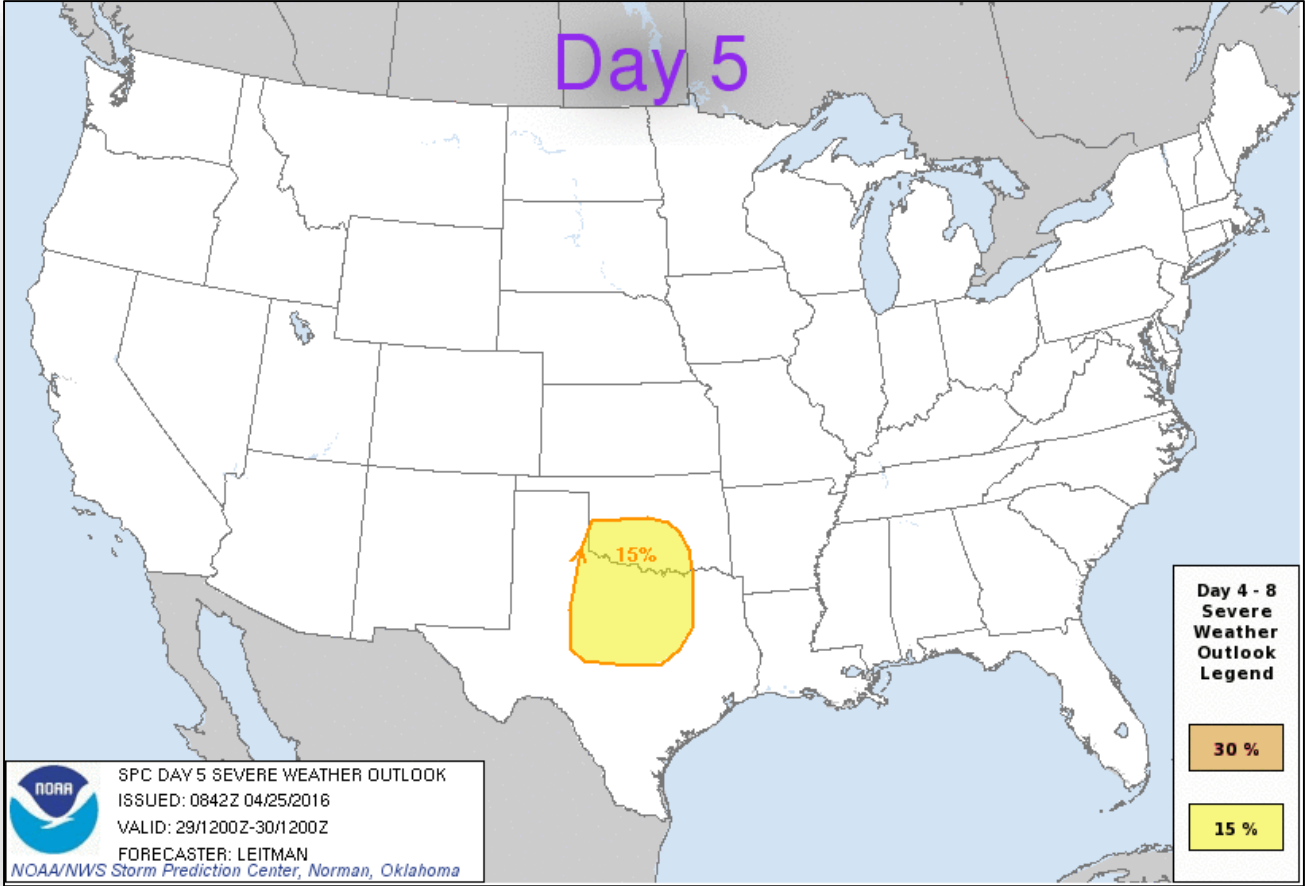 Day 5
15%
Day 4 - 8
Severe
Weather
Outlook
Legend
30 %
15 %
NOAA
SPC DAY 5 SEVERE WEATHER OUTLOOK
ISSUED: 0842Z 04/25/2016
VALID: 29/1200Z-30/1200Z
FORECASTER: LEITMAN
NOAA/NWS Storm Prediction Center, Norman, Oklahoma